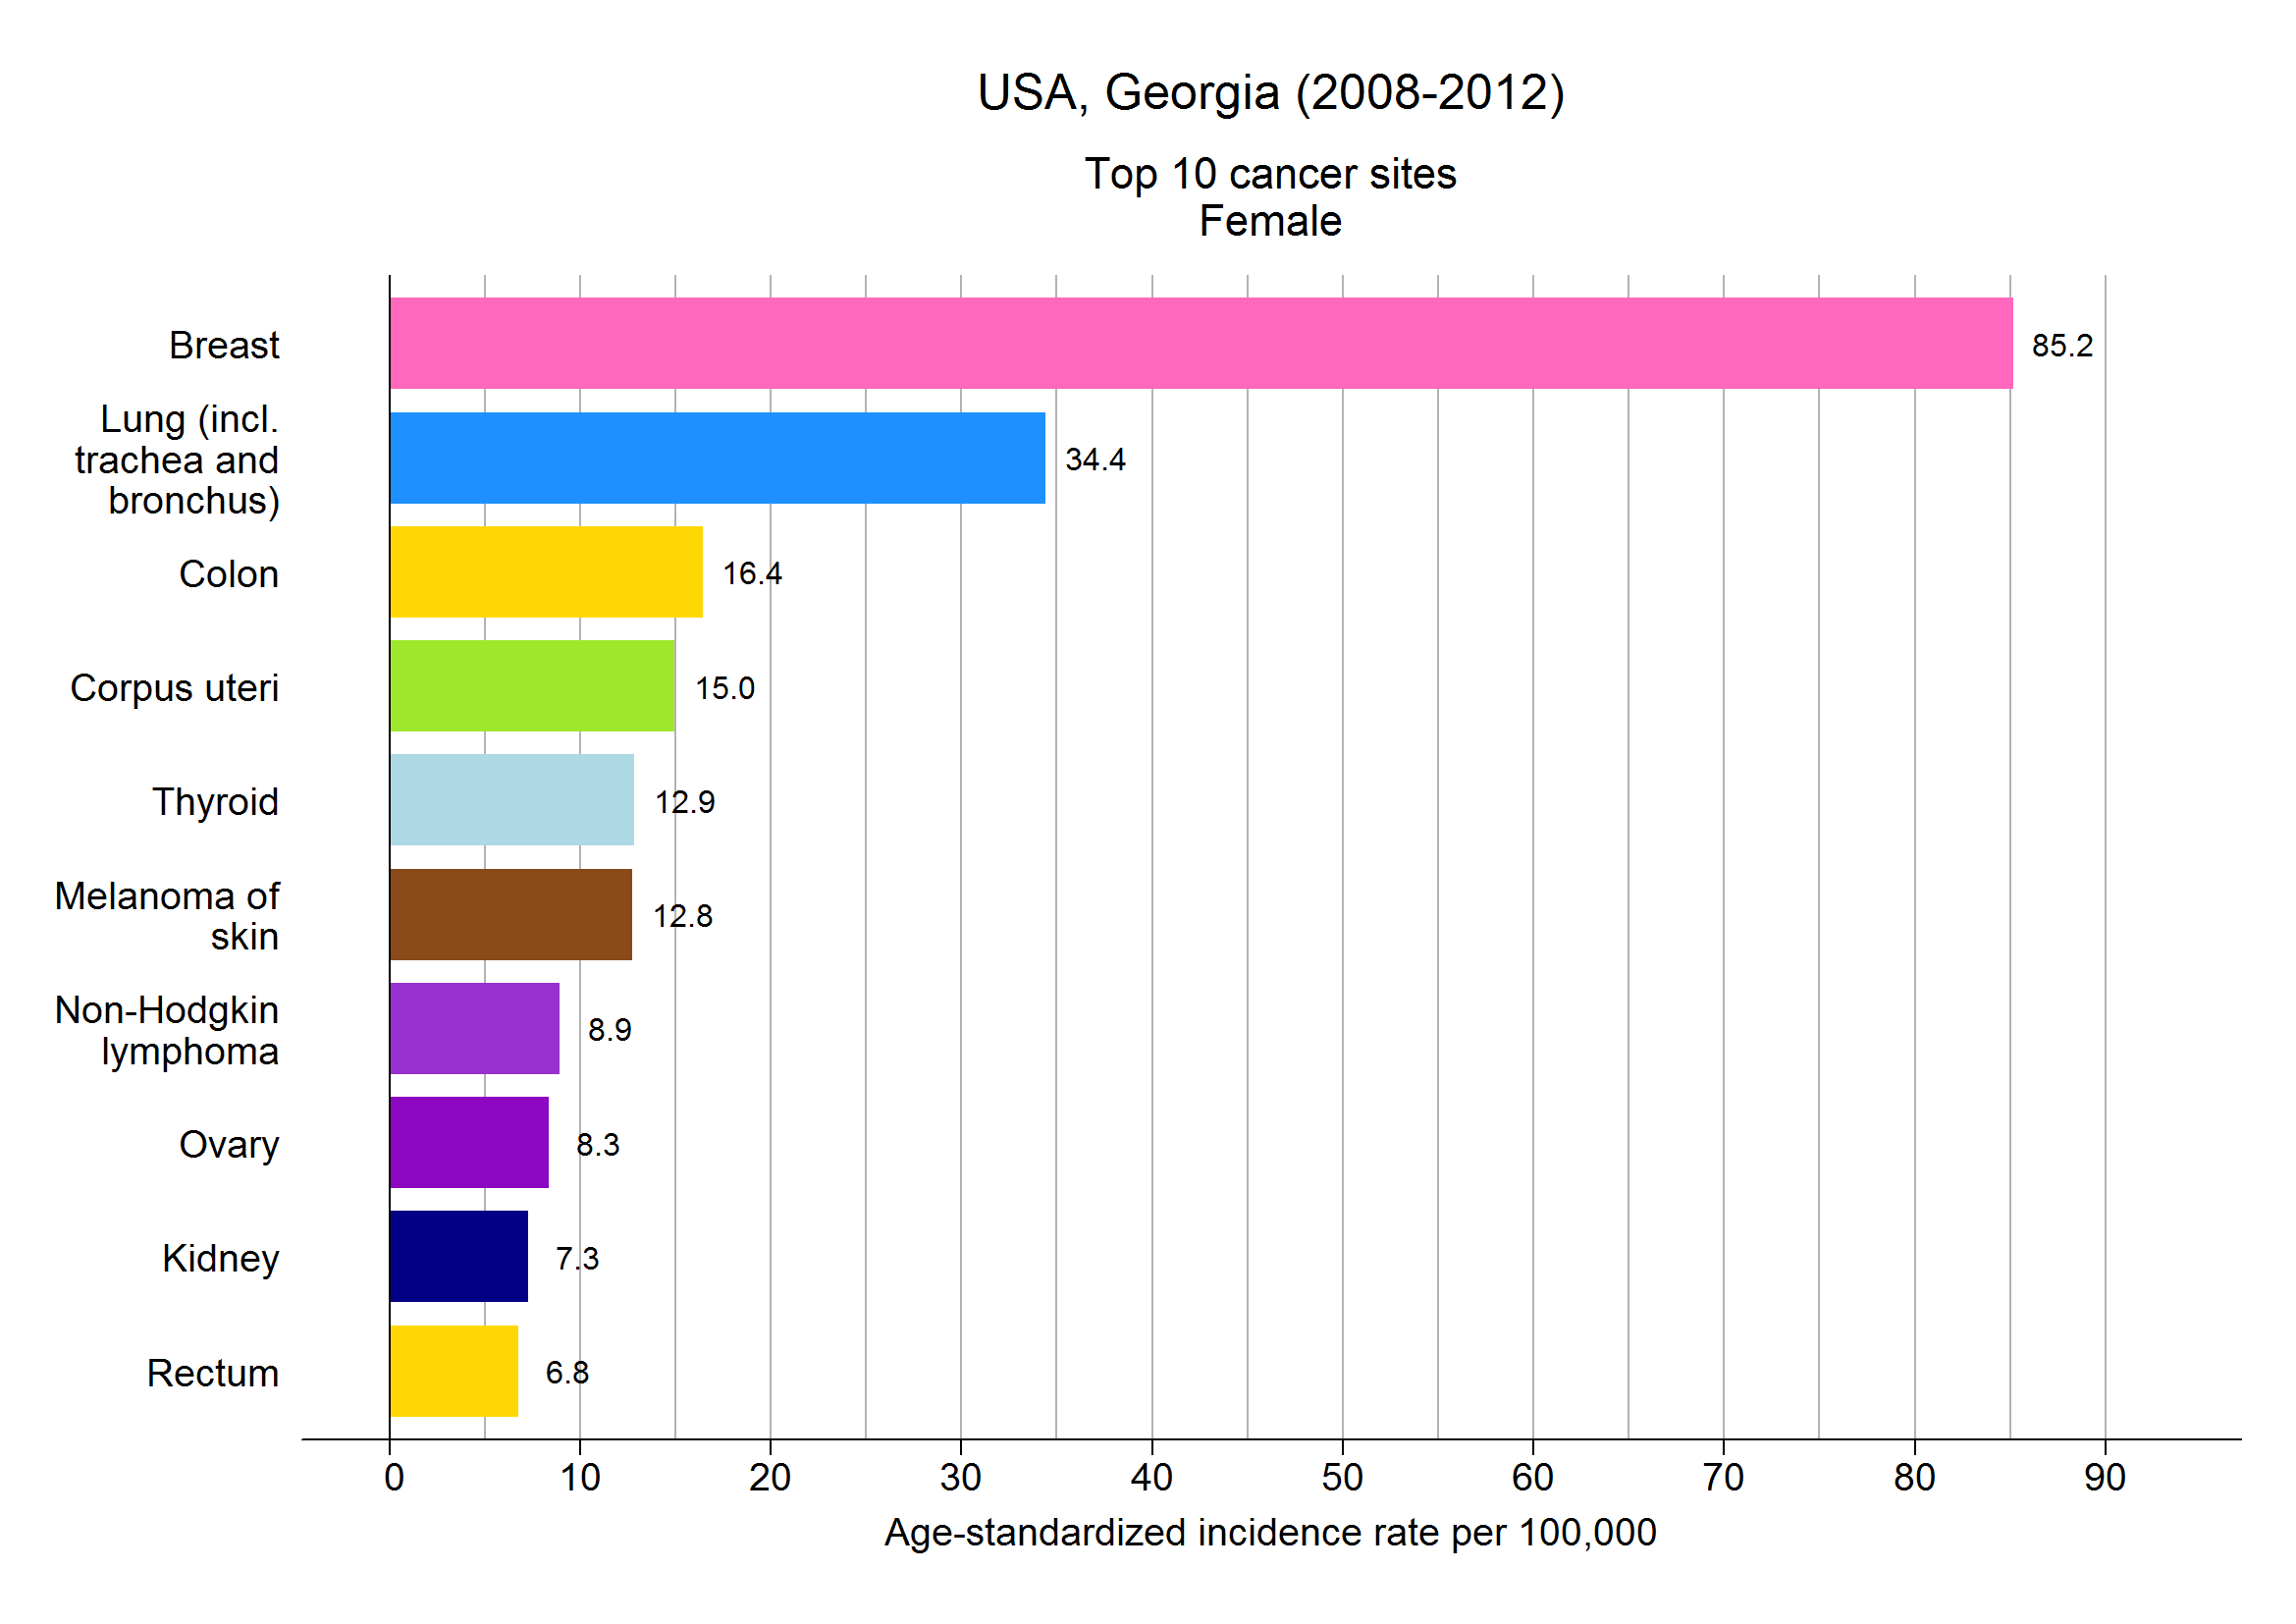 USA, Georgia (2008-2012)
Top 10 cancer sites
Female
Breast
85.2
Lung (incl.
trachea and
bronchus)
34.4
Colon
16.4
Corpus uteri
15.0
Thyroid
12.9
Melanoma of
skin
12.8
Non-Hodgkin
lymphoma
8.9
Ovary
8.3
Kidney
7.3
Rectum
6.8
0 10 20 30 40 50 60 70 80 90
Age-standardized incidence rate per 100,000